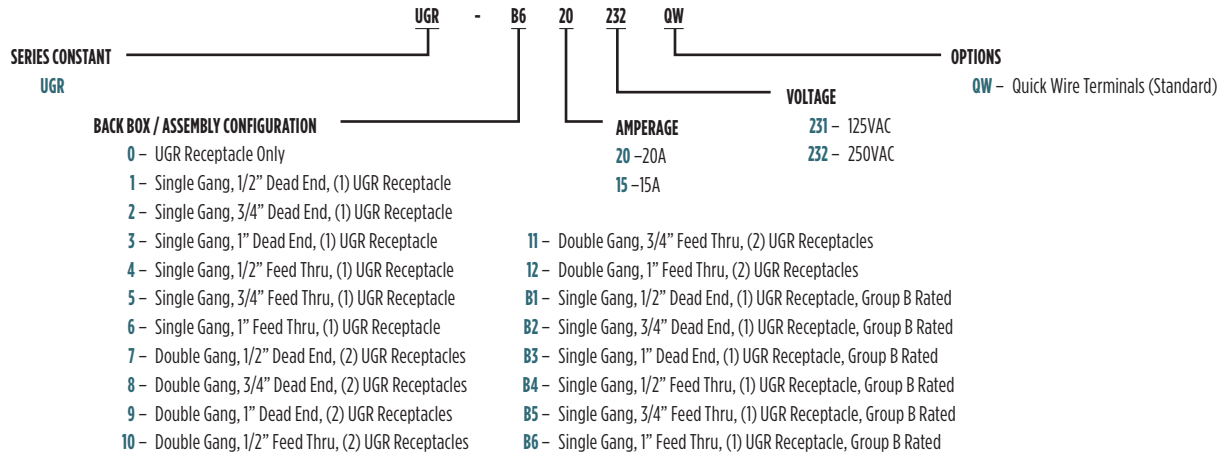 UGR - B6 20 232 QW
SERIES CONSTANT
UGR
BACK BOX / ASSEMBLY CONFIGURATION
0 – UGR Receptacle Only
1 – Single Gang, 1/2” Dead End, (1) UGR Receptacle
2 – Single Gang, 3/4” Dead End, (1) UGR Receptacle
3 – Single Gang, 1” Dead End, (1) UGR Receptacle
4 – Single Gang, 1/2” Feed Thru, (1) UGR Receptacle
5 – Single Gang, 3/4” Feed Thru, (1) UGR Receptacle
6 – Single Gang, 1” Feed Thru, (1) UGR Receptacle
7 – Double Gang, 1/2” Dead End, (2) UGR Receptacles
8 – Double Gang, 3/4” Dead End, (2) UGR Receptacles
9 – Double Gang, 1” Dead End, (2) UGR Receptacles
10 – Double Gang, 1/2” Feed Thru, (2) UGR Receptacles
11 – Double Gang, 3/4” Feed Thru, (2) UGR Receptacles
12 – Double Gang, 1” Feed Thru, (2) UGR Receptacles
B1 – Single Gang, 1/2” Dead End, (1) UGR Receptacle, Group B Rated
B2 – Single Gang, 3/4” Dead End, (1) UGR Receptacle, Group B Rated
B3 – Single Gang, 1” Dead End, (1) UGR Receptacle, Group B Rated
B4 – Single Gang, 1/2” Feed Thru, (1) UGR Receptacle, Group B Rated
B5 – Single Gang, 3/4” Feed Thru, (1) UGR Receptacle, Group B Rated
B6 – Single Gang, 1” Feed Thru, (1) UGR Receptacle, Group B Rated
AMPERAGE
20 –20A
15 –15A
VOLTAGE
231 – 125VAC
232 – 250VAC
OPTIONS
QW – Quick Wire Terminals (Standard)